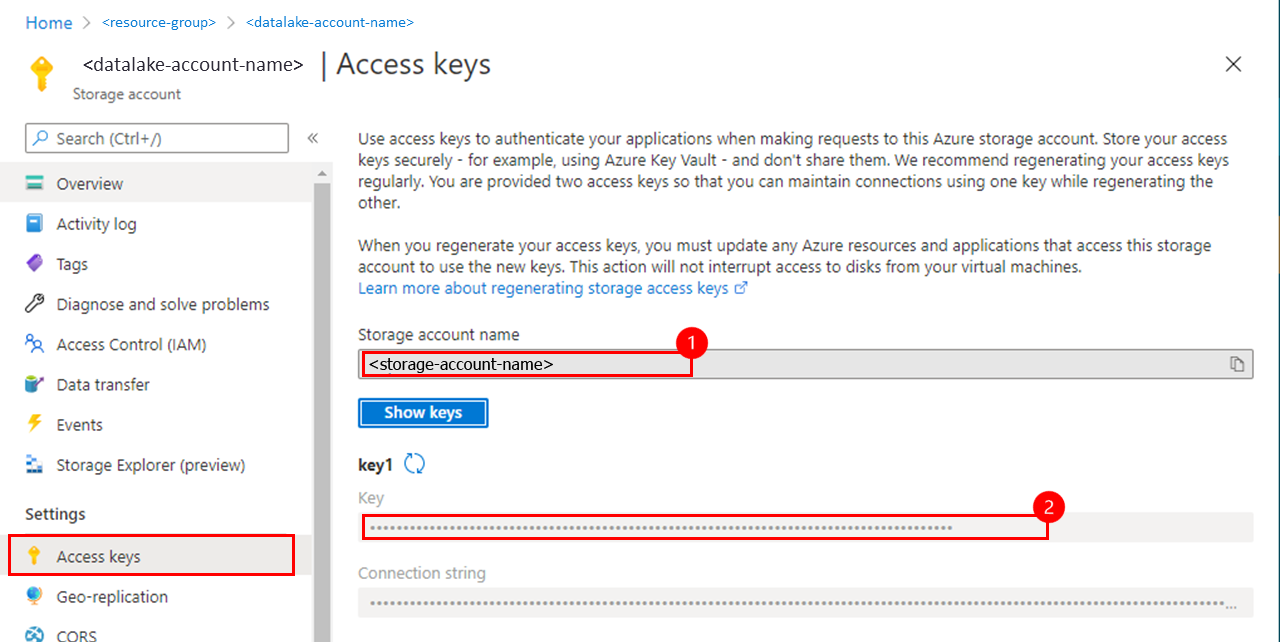 Home > <resource-group> > <datalake-account-name>
<datalake-account-name> | Access keys
Storage account
Search (Ctrl+/)
«
Overview
Activity log
Tags
Diagnose and solve problems
Access Control (IAM)
Data transfer
Events
Storage Explorer (preview)
Settings
Access keys
Geo-replication
CORS
Use access keys to authenticate your applications when making requests to this Azure storage account. Store your access
keys securely - for example, using Azure Key Vault - and don't share them. We recommend regenerating your access keys
regularly. You are provided two access keys so that you can maintain connections using one key while regenerating the
other.
When you regenerate your access keys, you must update any Azure resources and applications that access this storage
account to use the new keys. This action will not interrupt access to disks from your virtual machines.
Learn more about regenerating storage access keys
Storage account name
1
<storage-account-name>
Show keys
key1
Key
2
Connection string